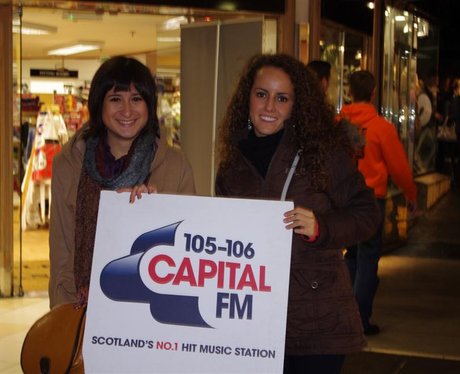 105-106
CAPITAL
FM
SCOTLAND'S NO.1 HIT MUSIC STATION